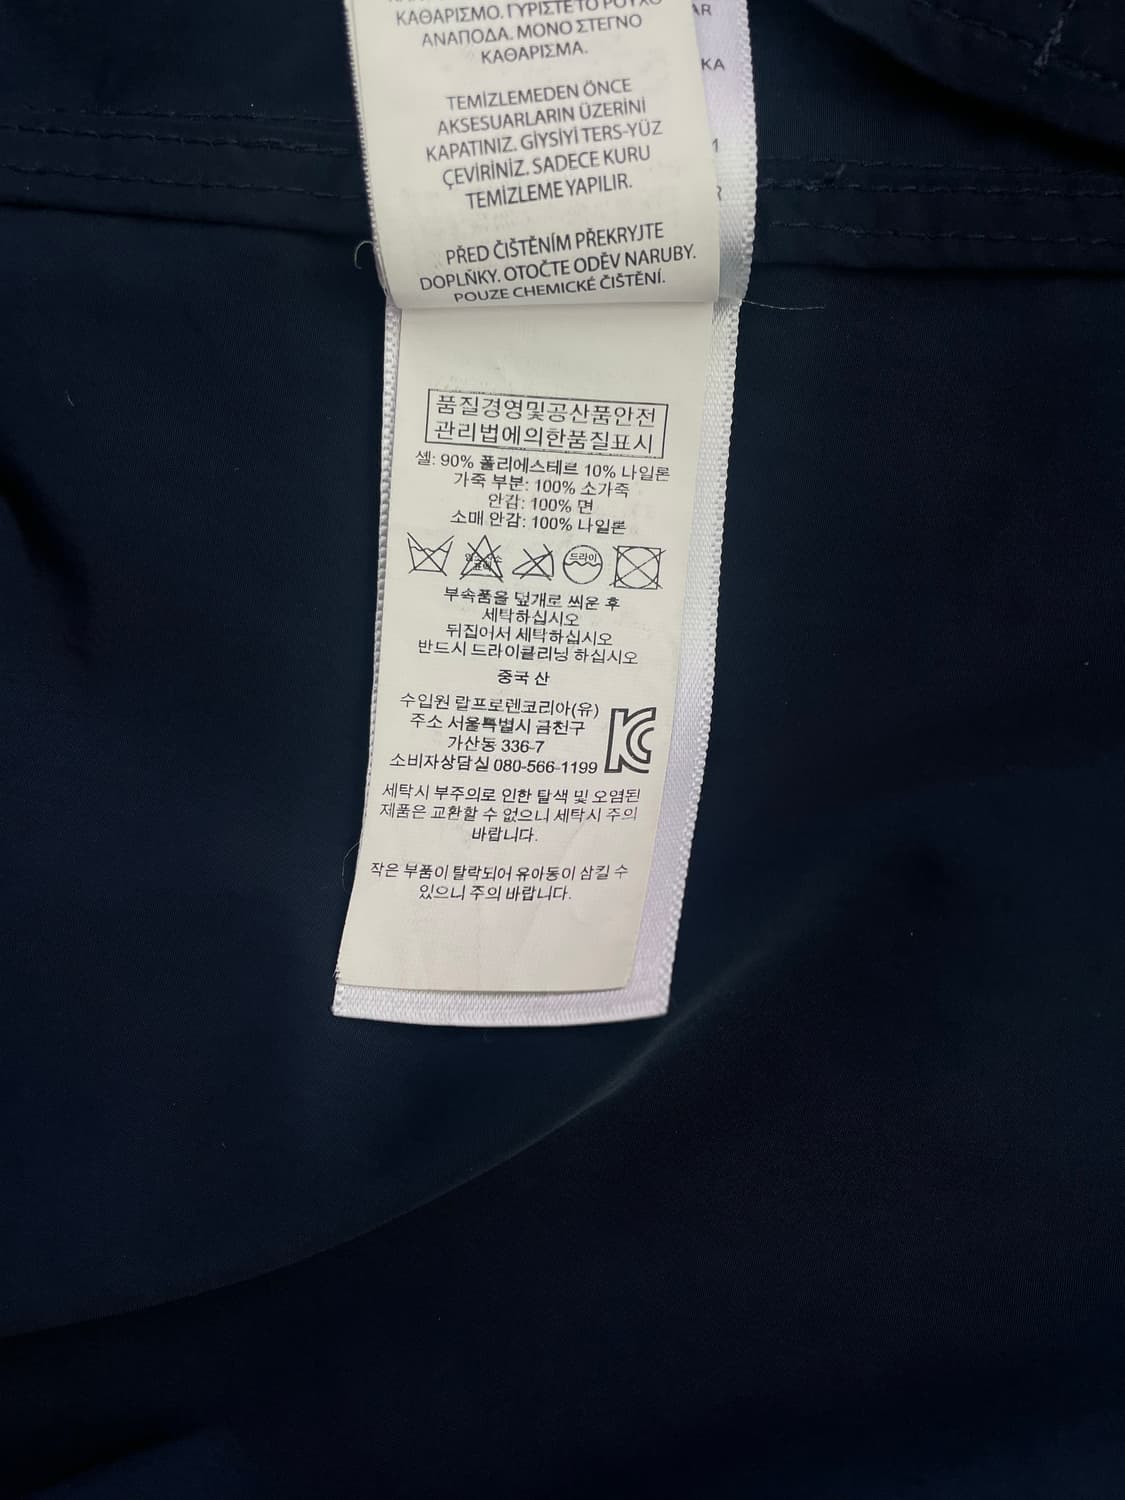 ΚΑΘΑΡΙΣΜΟ. ΓΥΡΙΣΤΕ ΤΟ ΡΟΥΧΟ
ΑΝΑΠΟΔΑ. ΜΟΝΟ ΣΤΕΓΝΟ
ΚΑΘΑΡΙΣΜΑ.
TEMİZLEMEDEN ÖNCE
AKSESUARLARIN ÜZERİNİ
KAPATINIZ. GİYSİYİ TERS-YÜZ
ÇEVİRİNİZ. SADECE KURU
TEMİZLEME YAPILIR.
PŘED ČIŠTĚNÍM PŘEKRYJTE
DOPLŇKY. OTOČTE ODĚV NARUBY.
POUZE CHEMICKÉ ČIŠTĚNÍ.
AR
KA
품질경영및공산품안전
관리법에의한품질표시
셀: 90% 폴리에스테르 10% 나일론
가죽 부분: 100% 소가죽
안감: 100% 면
소매 안감: 100% 나일론
드라이
부속품을 덮개로 씌운 후
세탁하십시오
뒤집어서 세탁하십시오
반드시 드라이클리닝 하십시오
중국 산
수입원 랄프로렌코리아(유)
주소 서울특별시 금천구
가산동 336-7
소비자상담실 080-566-1199
세탁시 부주의로 인한 탈색 및 오염된
제품은 교환할 수 없으니 세탁시 주의
바랍니다.
작은 부품이 탈락되어 유아동이 삼킬 수
있으니 주의 바랍니다.